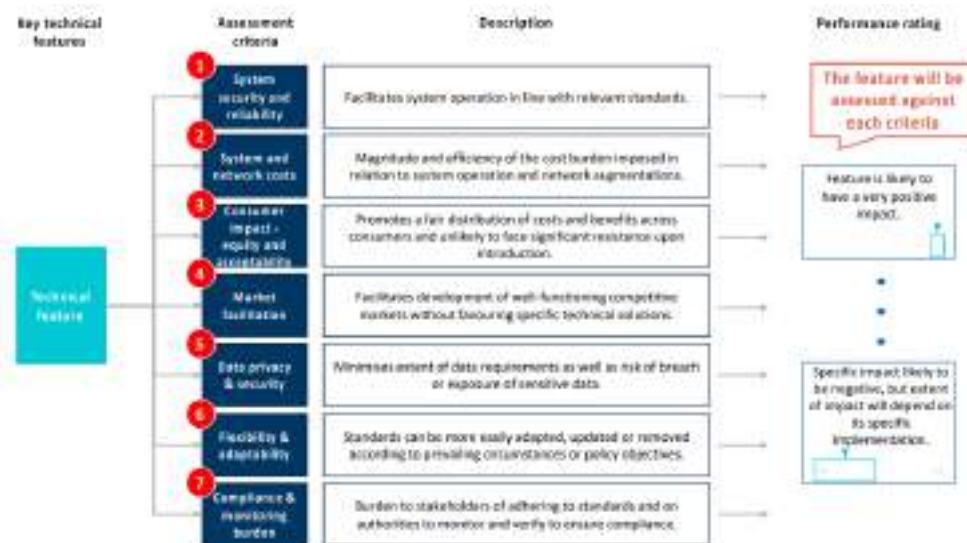 Key technical
features
Assessment
criteria
Description
Performance rating
1
System
security and
reliability
Facilitates system operation in line with relevant standards.
The feature will be
assessed against
each criteria
2
System and
network costs
Magnitude and efficiency of the cost burden imposed in
relation to system operation and network augmentations.
Feature is likely to
have a very positive
impact.
3
Consumer
impact -
equity and
acceptability
Promotes a fair distribution of costs and benefits across
consumers and unlikely to face significant resistance upon
introduction.
Technical
feature
4
Market
facilitation
Facilitates development of well-functioning competitive
markets without favouring specific technical solutions.
5
Data privacy
& security
Minimises extent of data requirements as well as risk of breach
or exposure of sensitive data.
Specific impact likely to
be negative, but extent
of impact will depend on
its specific
implementation.
6
Flexibility &
adaptability
Standards can be more easily adapted, updated or removed
according to prevailing circumstances or policy objectives.
7
Compliance &
monitoring
burden
Burden to stakeholders of adhering to standards and on
authorities to monitor and verify to ensure compliance.